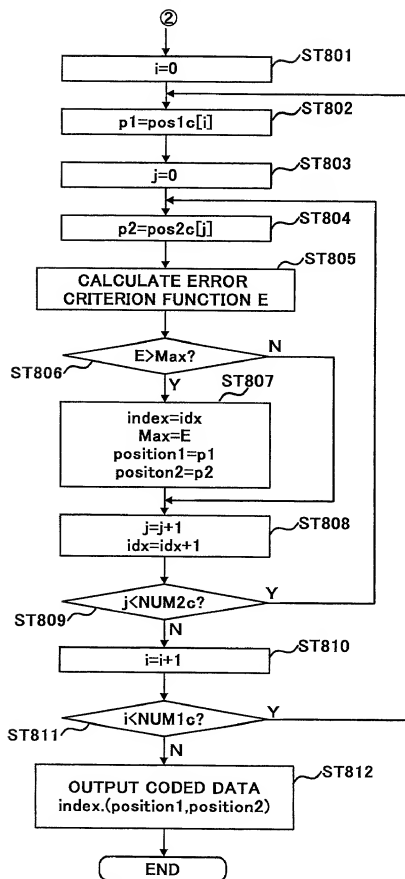 ②
i=0
ST801
p1=pos1c[i]
ST802
j=0
ST803
p2=pos2c[j]
ST804
CALCULATE ERROR
CRITERION FUNCTION E
ST805
E>Max?
N
ST806
Y
ST807
index=idx
Max=E
position1=p1
positon2=p2
j=j+1
idx=idx+1
ST808
j<NUM2c?
Y
ST809
N
i=i+1
ST810
i<NUM1c?
Y
ST811
N
OUTPUT CODED DATA
index.(position1,position2)
ST812
END